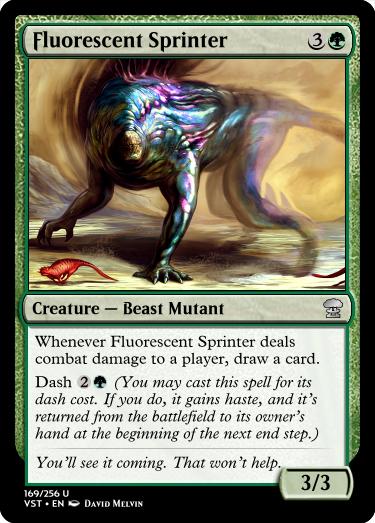 Fluorescent Sprinter 3
Creature — Beast Mutant
Whenever Fluorescent Sprinter deals
combat damage to a player, draw a card.
Dash 2 (You may cast this spell for its
dash cost. If you do, it gains haste, and it's
returned from the battlefield to its owner's
hand at the beginning of the next end step.)
You'll see it coming. That won't help.
3/3
169/256 U
VST • EN David Melvin